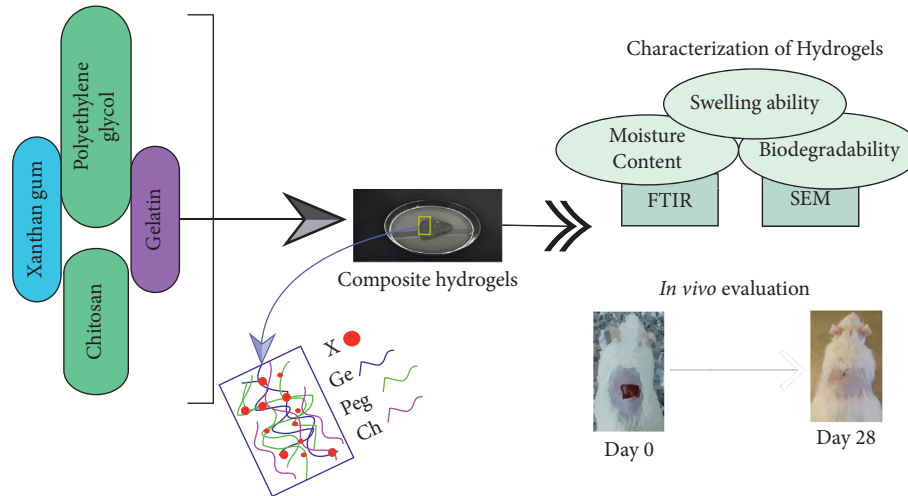 Polyethylene
glycol
Xanthan gum
Gelatin
Chitosan
Composite hydrogels
X
Ge
Peg
Ch
Characterization of Hydrogels
Swelling ability
Moisture
Content
Biodegradability
FTIR
SEM
In vivo evaluation
Day 0
Day 28